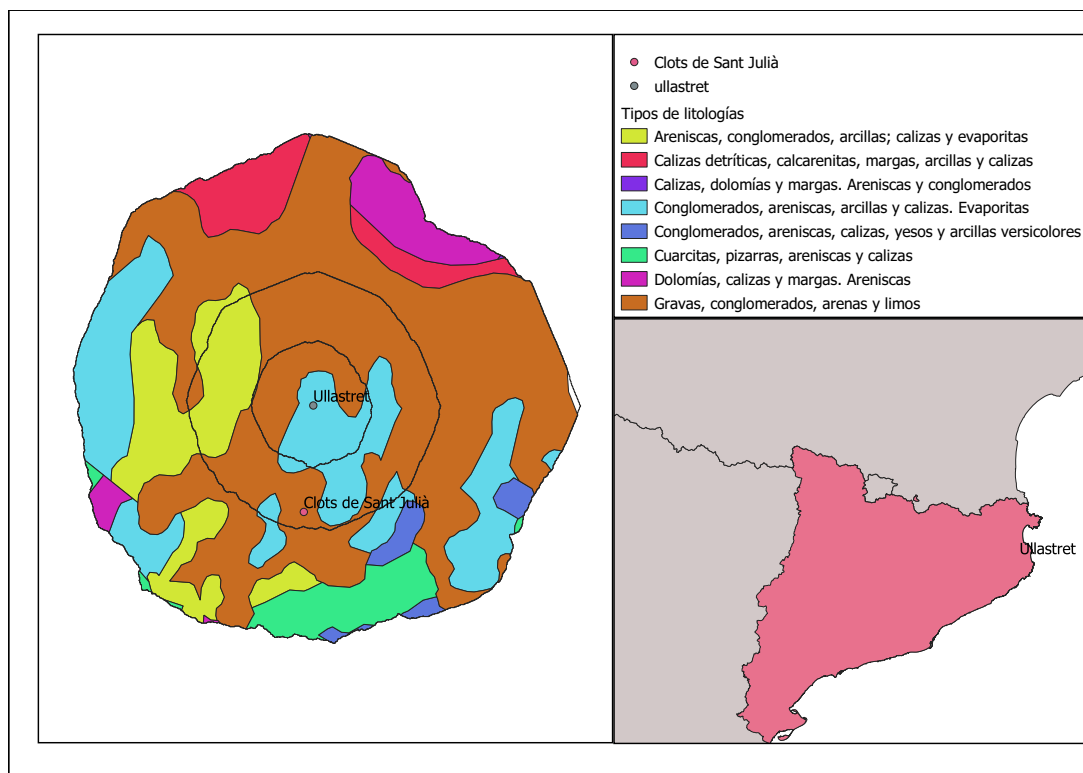 Clots de Sant Julià
ullastret
Tipos de litologías
Areniscas, conglomerados, arcillas; calizas y evaporitas
Calizas detríticas, calcarenitas, margas, arcillas y calizas
Calizas, dolomías y margas. Areniscas y conglomerados
Conglomerados, areniscas, arcillas y calizas. Evaporitas
Conglomerados, areniscas, calizas, yesos y arcillas versicolores
Cuarcitas, pizarras, areniscas y calizas
Dolomías, calizas y margas. Areniscas
Gravas, conglomerados, arenas y limos
Ullastret
Clots de Sant Julià
Ullastret